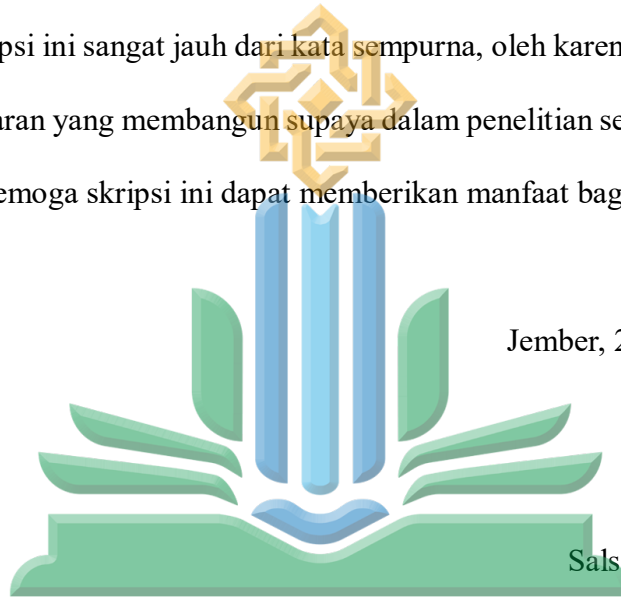 psi ini sangat jauh dari kata sempurna, oleh karen
aran yang membangun supaya dalam penelitian se
emoga skripsi ini dapat memberikan manfaat bag
Jember, 2
Sals